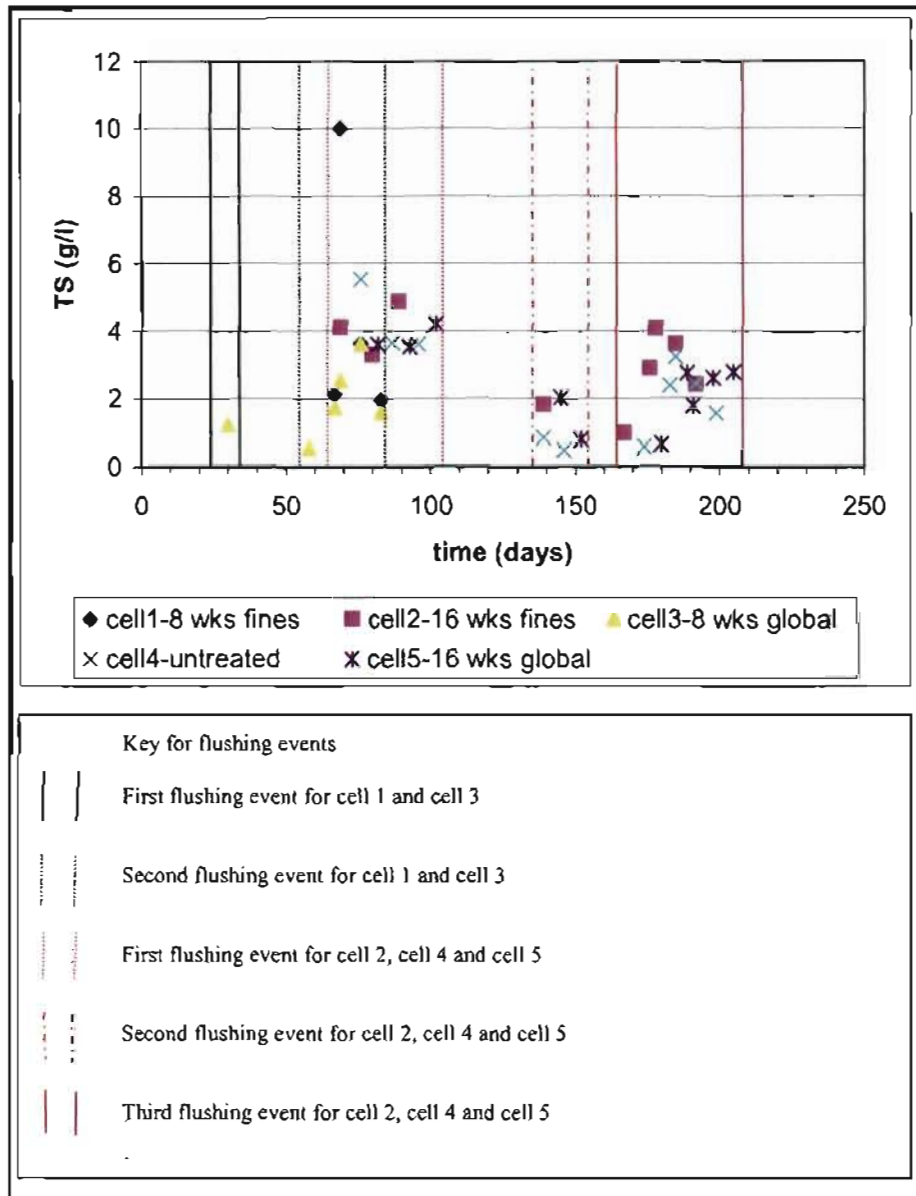 12
10
8
6
4
2
0
TS (g/l)
0 50 100 150 200 250
time (days)
cell1-8 wks fines cell2-16 wks fines cell3-8 wks global
cell4-untreated cell5-16 wks global
Key for flushing events
First flushing event for cell 1 and cell 3
Second flushing event for cell 1 and cell 3
First flushing event for cell 2, cell 4 and cell 5
Second flushing event for cell 2, cell 4 and cell 5
Third flushing event for cell 2, cell 4 and cell 5